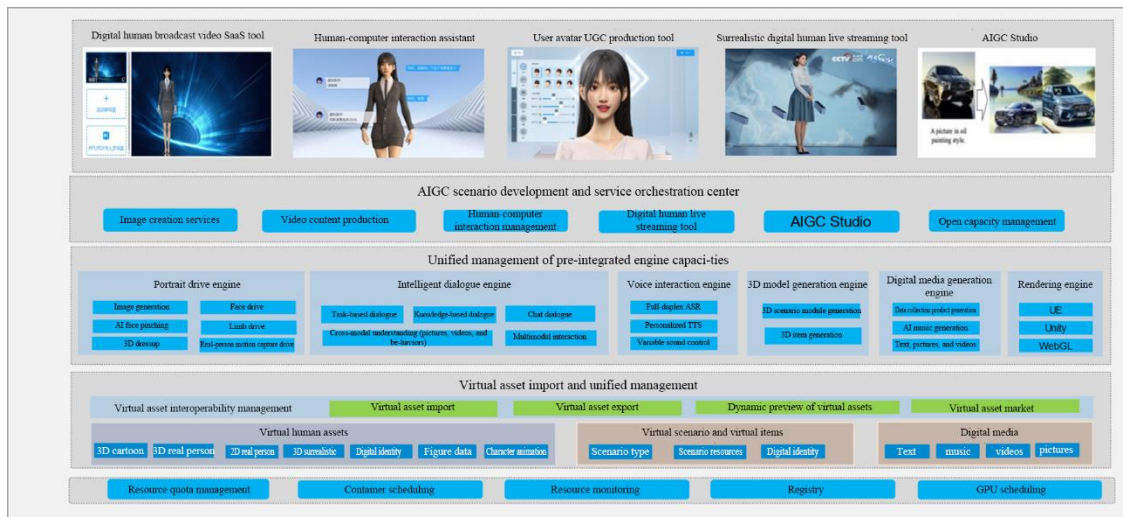 Digital human broadcast video SaaS tool
Human-computer interaction assistant
User avatar UGC production tool
Surrealistic digital human live streaming tool
AIGC Studio
CCTV
A picture in oil
painting style.
AIGC scenario development and service orchestration center
Image creation services
Video content production
Human-computer
interaction management
Digital human live
streaming tool
AIGC Studio
Open capacity management
Unified management of pre-integrated engine capaci-ties
Portrait drive engine
Image generation
Face drive
AI face pinching
Limb drive
3D dressup
Real-person motion capture drive
Intelligent dialogue engine
Task-based dialogue
Knowledge-based dialogue
Chat dialogue
Cross-modal understanding (pictures, videos, and
be-haviors)
Multimodal interaction
Voice interaction engine
Full-duplex ASR
Personalized TTS
Variable sound control
3D model generation engine
3D scenario module generation
3D item generation
Digital media generation
engine
Data collection product generation
AI music generation
Text, pictures, and videos
Rendering engine
UE
Unity
WebGL
Virtual asset import and unified management
Virtual asset interoperability management
Virtual asset import
Virtual asset export
Dynamic preview of virtual assets
Virtual asset market
Virtual human assets
3D cartoon
3D real person
2D real person
3D surrealistic
Digital identity
Figure data
Character animation
Virtual scenario and virtual items
Scenario type
Scenario resources
Digital identity
Digital media
Text
music
videos
pictures
Resource quota management
Container scheduling
Resource monitoring
Registry
GPU scheduling